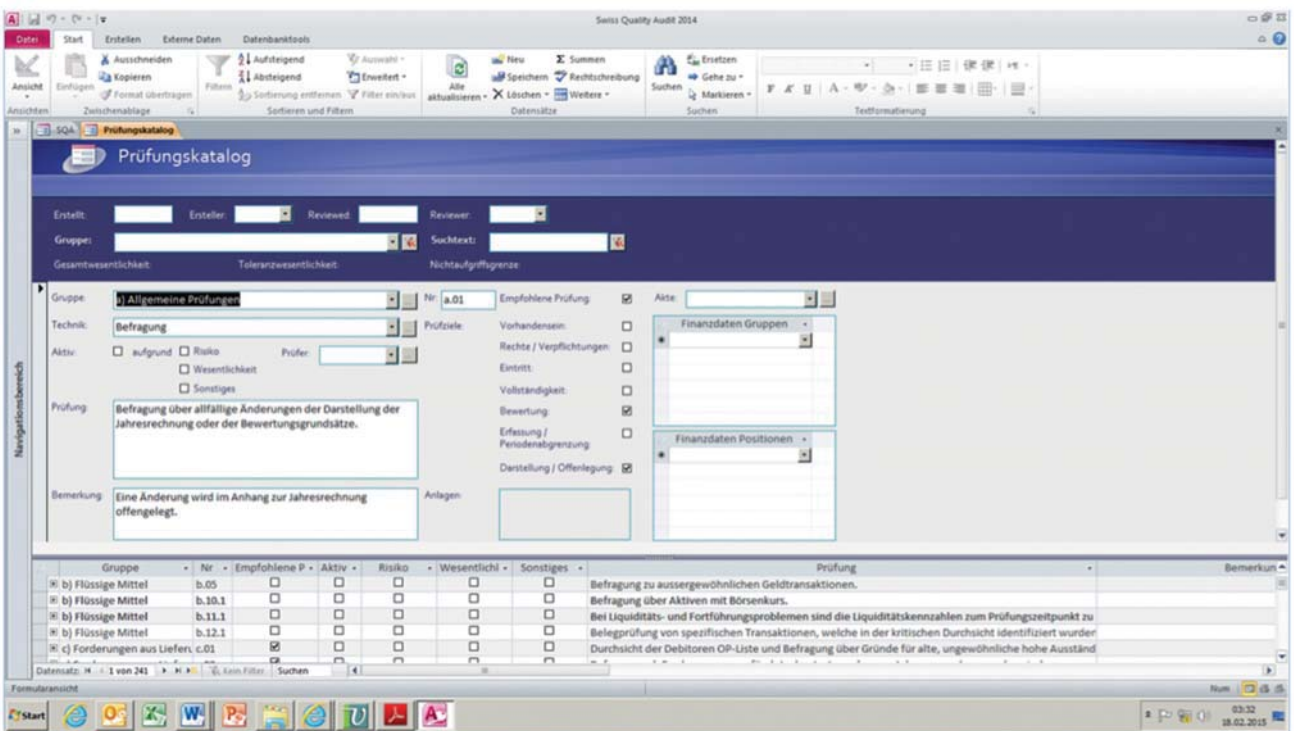 Swiss Quality Audit 2014
Datei Start Erstellen Externe Daten Datenbanktools
Ausschneiden
Kopieren
Format übertragen
Ansicht Einfügen
Zwischenablage
Ansichten
Filtern
Aufsteigend
Absteigend
Sortierung entfernen
Auswahl
Erweitert
Filter ein/aus
Sortieren und Filtern
Alle aktualisieren
Neu
Speichern
Löschen
Summen
Rechtschreibung
Weitere
Datensätze
Suchen
Ersetzen
Gehe zu
Markieren
Suchen
F K U
A
Textformatierung
SQA Prüfungskatalog
Prüfungskatalog
Erstellt: Ersteller: Reviewed: Reviewer:
Gruppe: Suchtext:
Gesamtwesentlichkeit: Toleranzwesentlichkeit: Nichtaufgriffsgrenze:
Navigationsbereich
Gruppe: a) Allgemeine Prüfungen Nr: a.01 Empfohlene Prüfung: Akte:
Technik: Befragung Prüfziele: Vorhandensein: Finanzdaten Gruppen
Aktiv: aufgrund Risiko Prüfer: Rechte / Verpflichtungen:
Wesentlichkeit Eintritt:
Sonstiges Vollständigkeit:
Prüfung: Befragung über allfällige Änderungen der Darstellung der
Jahresrechnung oder der Bewertungsgrundsätze.
Bewertung:
Erfassung /
Periodenabgrenzung:
Finanzdaten Positionen
Darstellung / Offenlegung:
Bemerkung: Eine Änderung wird im Anhang zur Jahresrechnung
offengelegt.
Anlagen:
Gruppe Nr Empfohlene P Aktiv Risiko Wesentlichl Sonstiges Prüfung Bemerkun
b) Flüssige Mittel b.05 Befragung zu aussergewöhnlichen Geldtransaktionen.
b) Flüssige Mittel b.10.1 Befragung über Aktiven mit Börsenkurs.
b) Flüssige Mittel b.11.1 Bei Liquiditäts- und Fortführungsproblemen sind die Liquiditätskennzahlen zum Prüfungszeitpunkt zu
b) Flüssige Mittel b.12.1 Belegprüfung von spezifischen Transaktionen, welche in der kritischen Durchsicht identifiziert wurden
c) Forderungen aus Liefern c.01 Durchsicht der Debitoren OP-Liste und Befragung über Gründe für alte, ungewöhnliche hohe Ausständ
Datensatz: 1 von 241 Kein Filter Suchen
Formularansicht Num
Start
03:32
18.02.2015